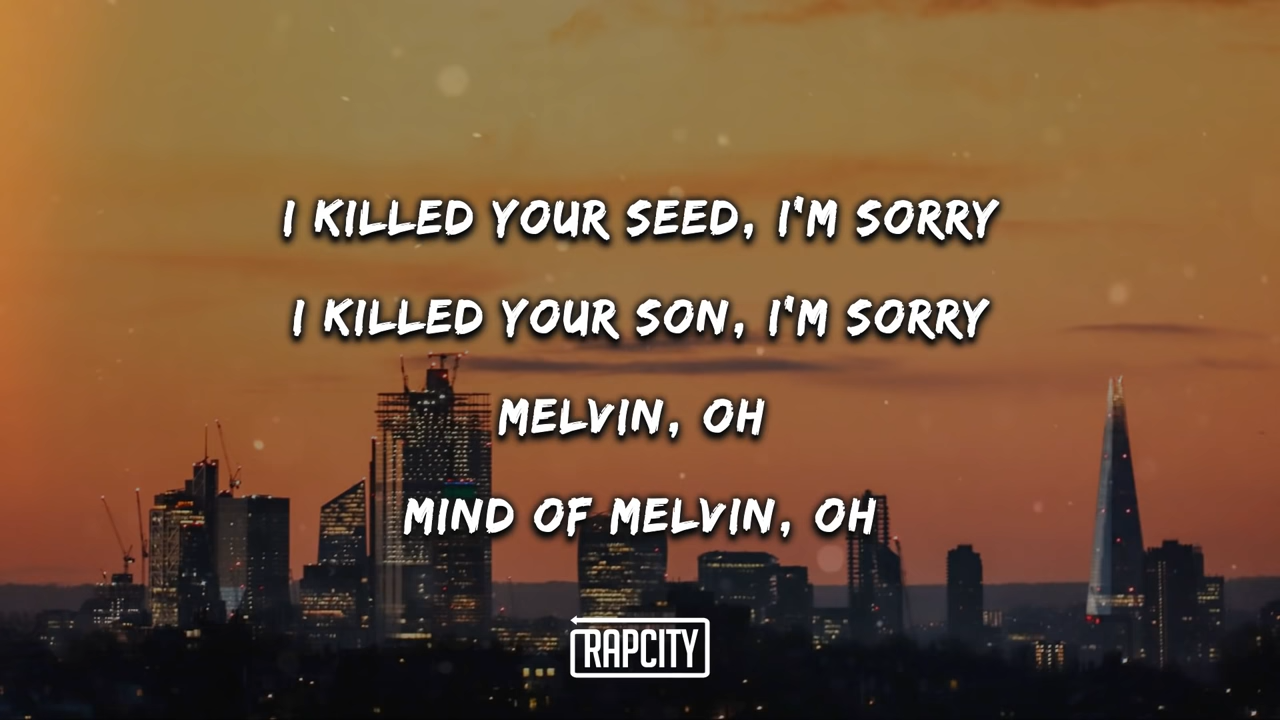 I KILLED YOUR SEED, I'M SORRY
I KILLED YOUR SON, I'M SORRY
MELVIN, OH
MIND OF MELVIN, OH
RAPCITY